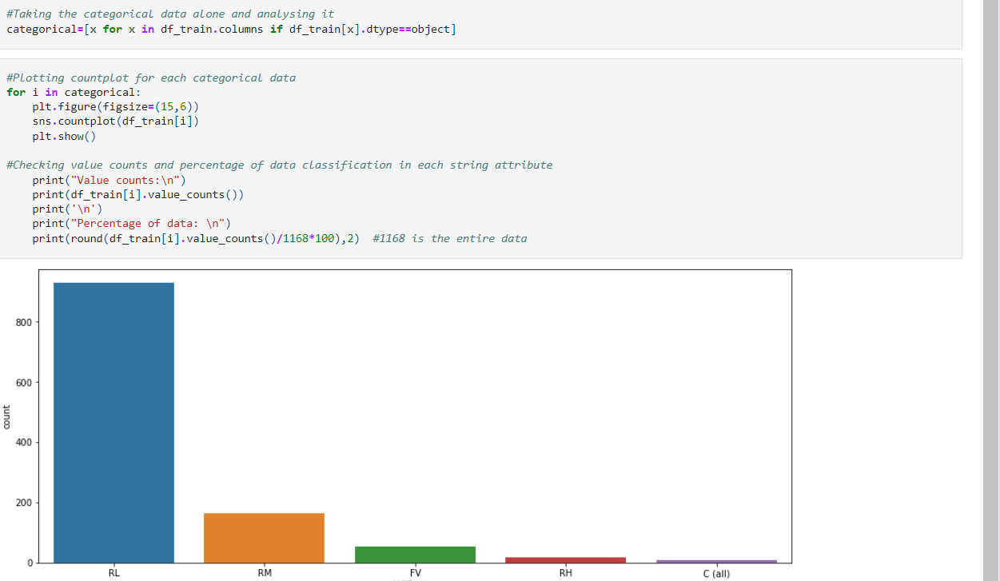 #Taking the categorical data alone and analysing it
categorical=[x for x in df_train.columns if df_train[x].dtype==object]
#Plotting countplot for each categorical data
for i in categorical:
    plt.figure(figsize=(15,6))
    sns.countplot(df_train[i])
    plt.show()
#Checking value counts and percentage of data classification in each string attribute
    print("Value counts:\n")
    print(df_train[i].value_counts())
    print('\n')
    print("Percentage of data: \n")
    print(round(df_train[i].value_counts()/1168*100),2)  #1168 is the entire data
800
600
400
200
0
count
RL RM FV RH C (all)